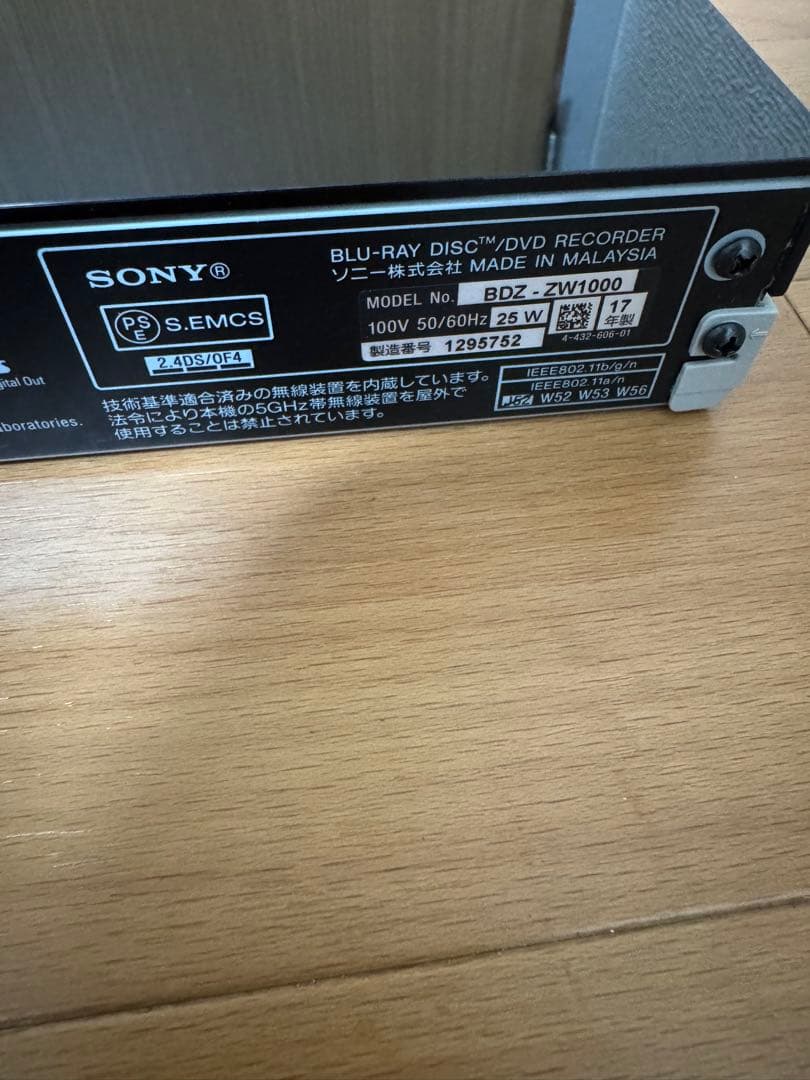 SONY®
BLU-RAY DISC™/DVD RECORDER
ソニー株式会社 MADE IN MALAYSIA
MODEL No. BDZ - ZW1000
100V 50/60Hz 25 W 17年製
製造番号 1295752
4-432-606-01
PSE S.EMCS
2.4DS/OF4
gital Out
boratories.
技術基準適合済みの無線装置を内蔵しています。
法令により本機の5GHz帯無線装置を屋外で
使用することは禁止されています。
IEEE802.11b/g/n
IEEE802.11a/n
J52 W52 W53 W56